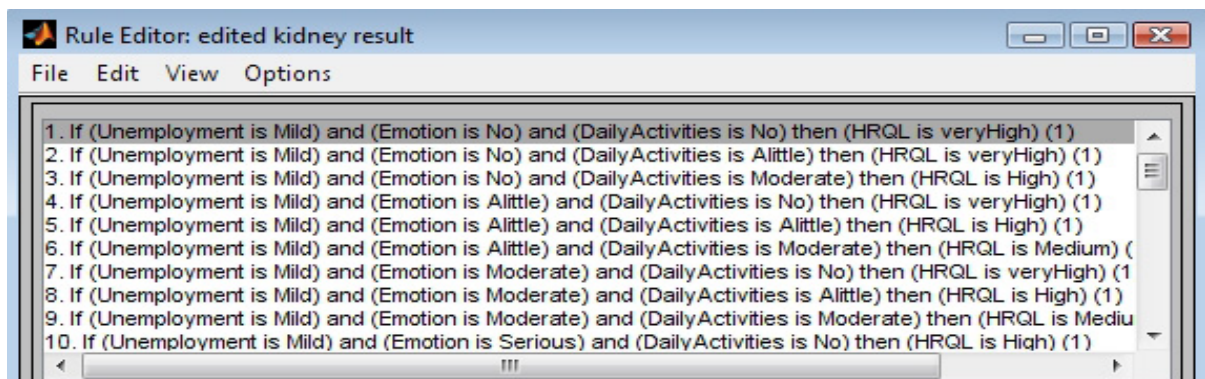 Rule Editor: edited kidney result
File Edit View Options
1. If (Unemployment is Mild) and (Emotion is No) and (DailyActivities is No) then (HRQL is veryHigh) (1)
2. If (Unemployment is Mild) and (Emotion is No) and (DailyActivities is Alittle) then (HRQL is veryHigh) (1)
3. If (Unemployment is Mild) and (Emotion is No) and (DailyActivities is Moderate) then (HRQL is High) (1)
4. If (Unemployment is Mild) and (Emotion is Alittle) and (DailyActivities is No) then (HRQL is veryHigh) (1)
5. If (Unemployment is Mild) and (Emotion is Alittle) and (DailyActivities is Alittle) then (HRQL is High) (1)
6. If (Unemployment is Mild) and (Emotion is Alittle) and (DailyActivities is Moderate) then (HRQL is Medium) (
7. If (Unemployment is Mild) and (Emotion is Moderate) and (DailyActivities is No) then (HRQL is veryHigh) (1
8. If (Unemployment is Mild) and (Emotion is Moderate) and (DailyActivities is Alittle) then (HRQL is High) (1)
9. If (Unemployment is Mild) and (Emotion is Moderate) and (DailyActivities is Moderate) then (HRQL is Mediu
10. If (Unemployment is Mild) and (Emotion is Serious) and (DailyActivities is No) then (HRQL is High) (1)